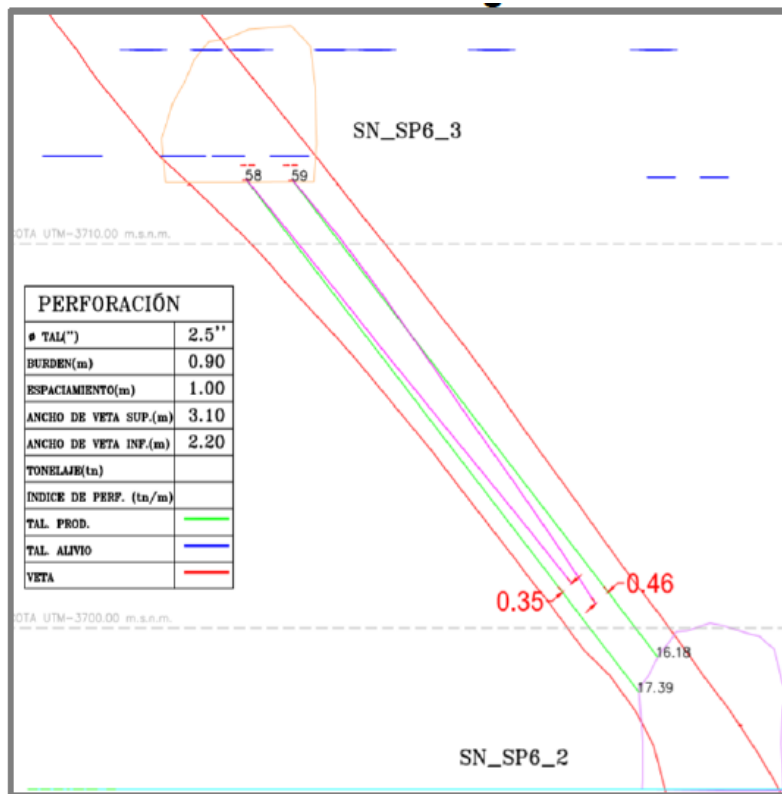 SN_SP6_3
58 59
OTA UTM-3710.00 m.s.n.m.
PERFORACIÓN
ø TAL(") 2.5''
BURDEN(m) 0.90
ESPACIAMIENTO(m) 1.00
ANCHO DE VETA SUP.(m) 3.10
ANCHO DE VETA INF.(m) 2.20
TONELAJE(tn)
INDICE DE PERF. (tn/m)
TAL. PROD.
TAL. ALIVIO
VETA
0.35 0.46
OTA UTM-3700.00 m.s.n.m.
16.18
17.39
SN_SP6_2